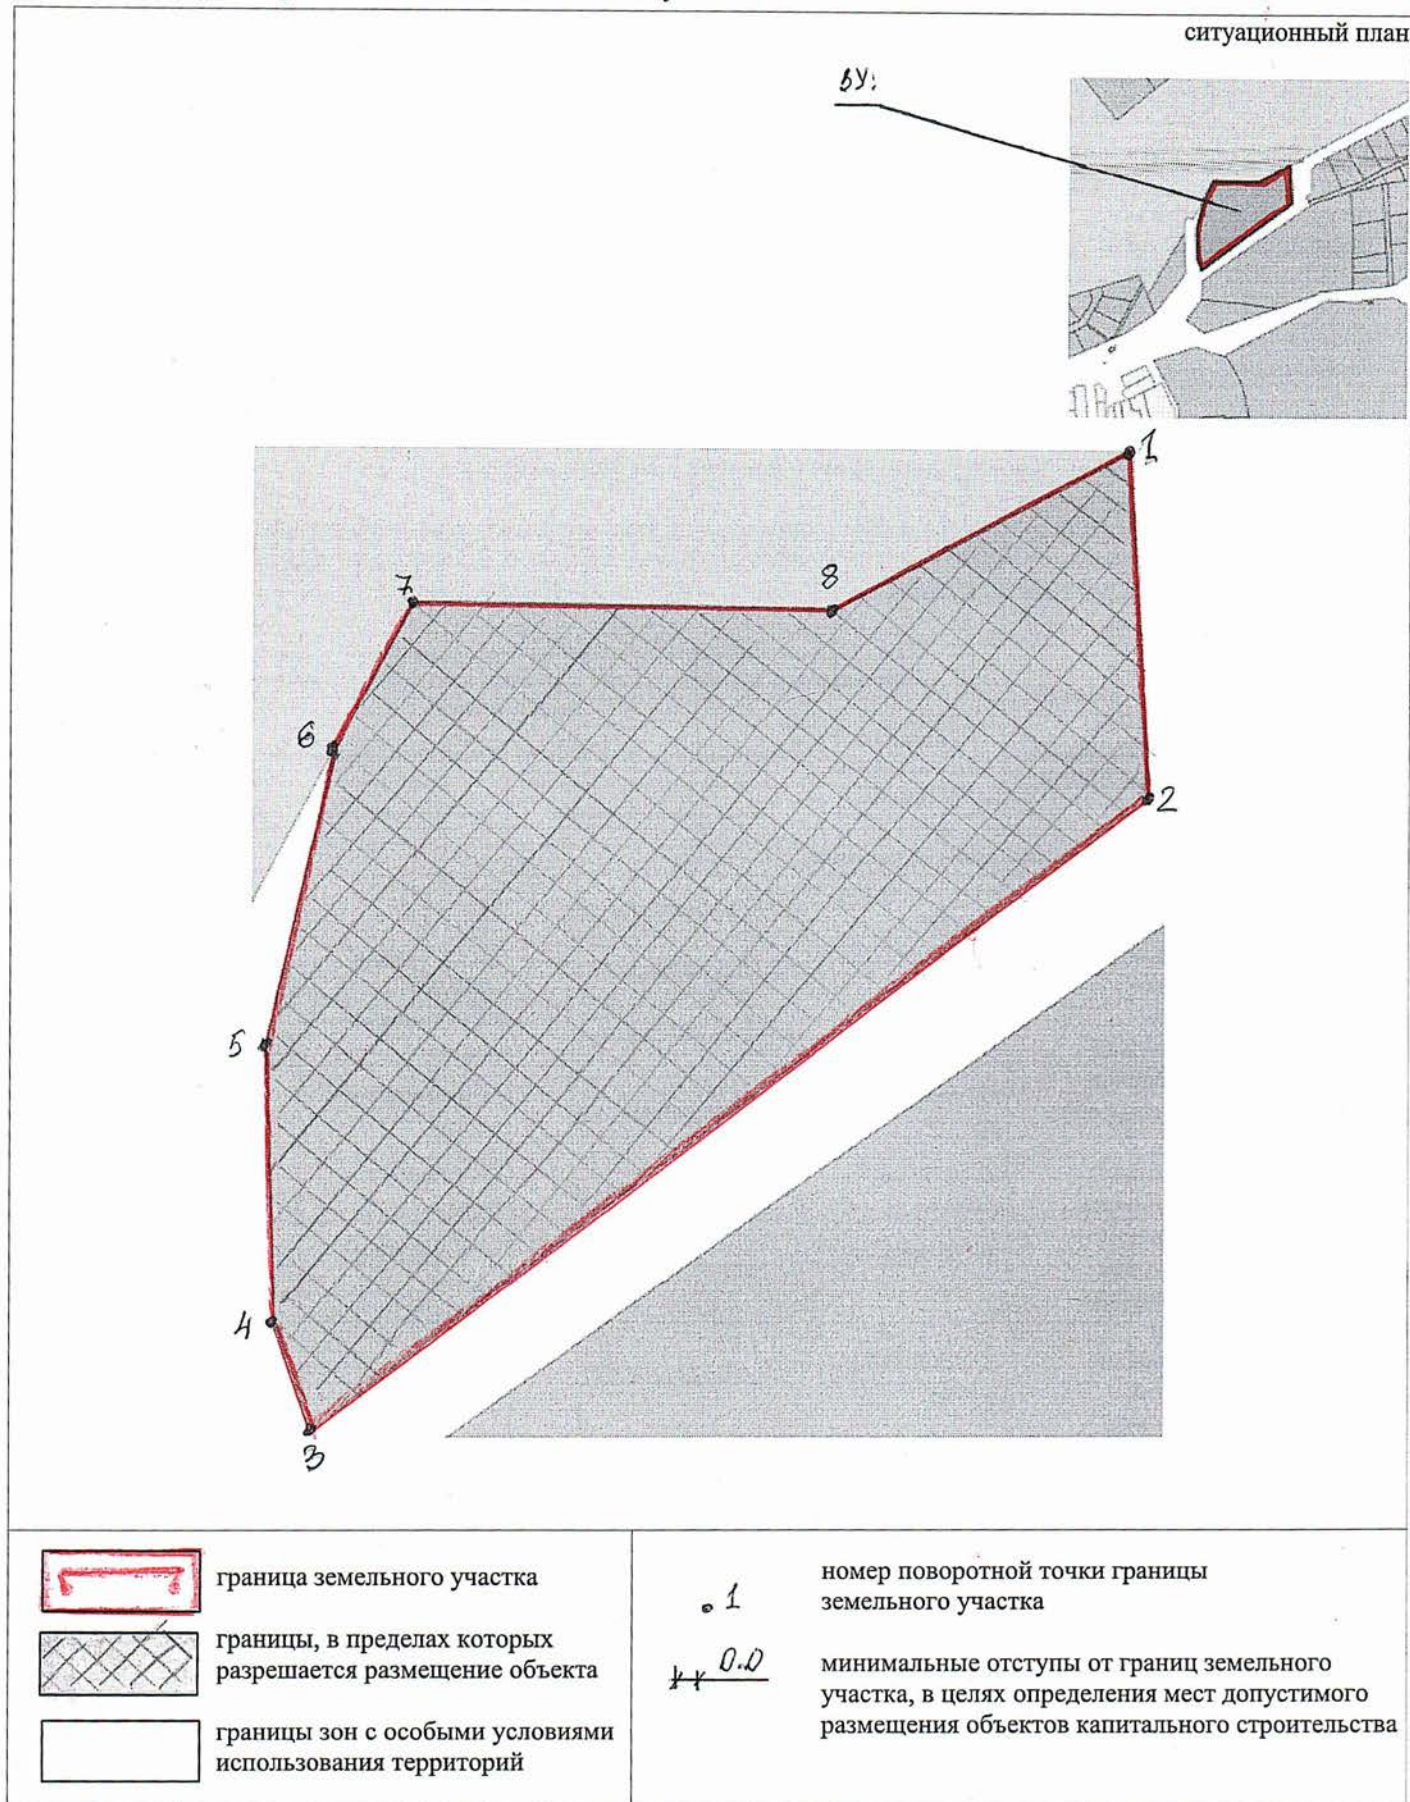 ситуационный план
ЗУ:
1
7
8
6
2
5
4
3
граница земельного участка
границы, в пределах которых
разрешается размещение объекта
границы зон с особыми условиями
использования территорий
1
номер поворотной точки границы
земельного участка
0.0
минимальные отступы от границ земельного
участка, в целях определения мест допустимого
размещения объектов капитального строительства